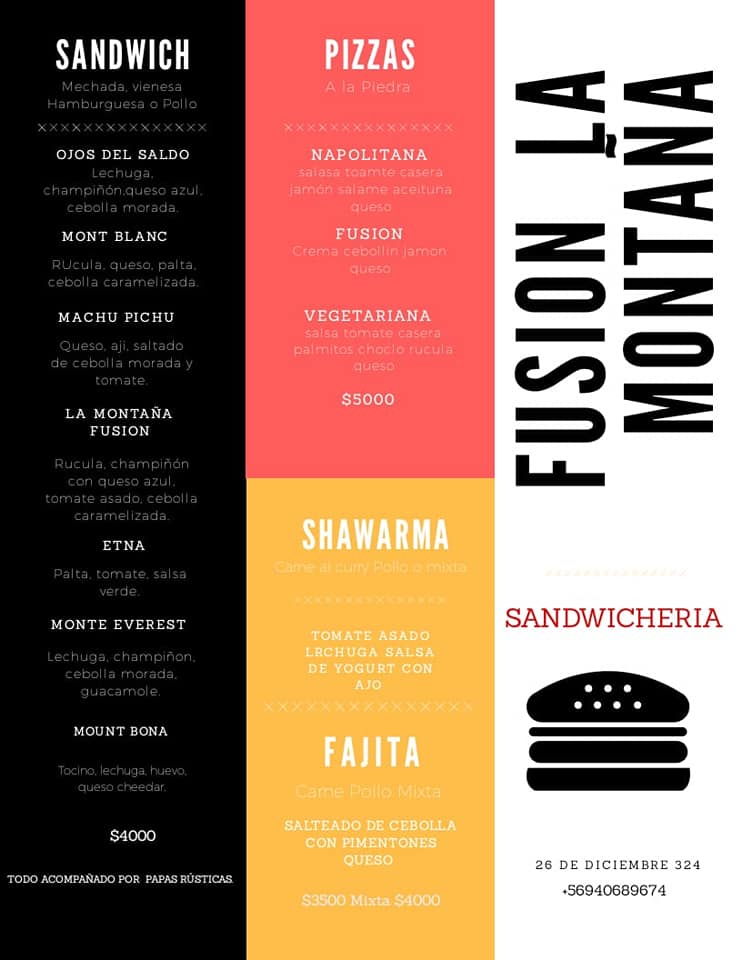 SANDWICH
Mechada, vienesa
Hamburguesa o Pollo
OJOS DEL SALDO
Lechuga,
champiñón,queso azul,
cebolla morada.
MONT BLANC
RUcula, queso, palta,
cebolla caramelizada.
MACHU PICHU
Queso, aji, saltado
de cebolla morada y
tomate.
LA MONTAÑA
FUSION
Rucula, champiñón
con queso azul,
tomate asado, cebolla
caramelizada.
ETNA
Palta, tomate, salsa
verde.
MONTE EVEREST
Lechuga, champiñon,
cebolla morada,
guacamole.
MOUNT BONA
Tocino, lechuga, huevo,
queso cheedar.
$4000
TODO ACOMPAÑADO POR PAPAS RÚSTICAS.
PIZZAS
A la Piedra
NAPOLITANA
salasa toamte casera
jamón salame aceituna
queso
FUSION
Crema cebollin jamon
queso
VEGETARIANA
salsa tomate casera
palmitos choclo rucula
queso
$5000
SHAWARMA
Carne al curry Pollo o mixta
TOMATE ASADO
LRCHUGA SALSA
DE YOGURT CON
AJO
FAJITA
Carne Pollo Mixta
SALTEADO DE CEBOLLA
CON PIMENTONES
QUESO
$3500 Mixta $4000
FUSION LA
MONTAÑA
SANDWICHERIA
26 DE DICIEMBRE 324
+56940689674